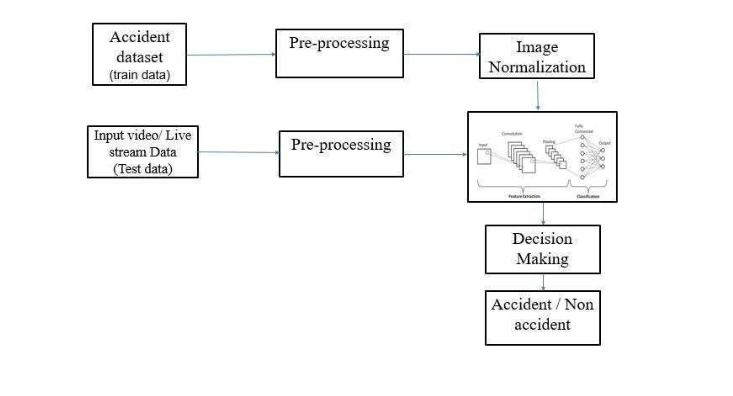 Accident
dataset
(train data)
Pre-processing
Image
Normalization
Input video/ Live
stream Data
(Test data)
Pre-processing
Input
Convolution
Pooling
Fully
Connected
Output
Feature Extraction
Classification
Decision
Making
Accident / Non
accident